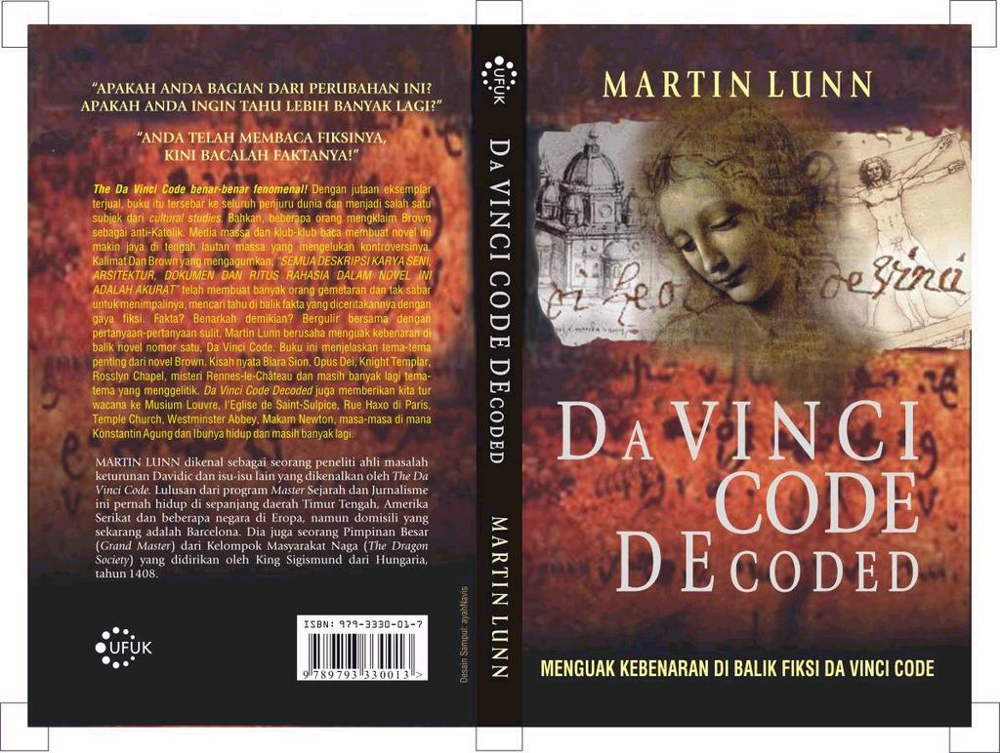 "APAKAH ANDA BAGIAN DARI PERUBAHAN INI?
APAKAH ANDA INGIN TAHU LEBIH BANYAK LAGI?"
"ANDA TELAH MEMBACA FIKSINYA,
KINI BACALAH FAKTANYA!"
The Da Vinci Code benar-benar fenomenal! Dengan jutaan eksemplar
terjual, buku itu tersebar ke seluruh penjuru dunia dan menjadi salah satu
subjek dari cultural studies. Bahkan, beberapa orang mengklaim Brown
sebagai anti-Katolik. Media massa dan klub-klub baca membuat novel ini
makin jaya di tengah lautan massa yang mengelukan kontroversinya.
Kalimat Dan Brown yang mengagumkan, "SEMUA DESKRIPSI KARYA SENI,
ARSITEKTUR, DOKUMEN DAN RITUS RAHASIA DALAM NOVEL INI
ADALAH AKURAT" telah membuat banyak orang gemetaran dan tak sabar
untuk menimpalinya, mencari tahu di balik fakta yang diceritakannya dengan
gaya fiksi. Fakta? Benarkah demikian? Bergulir bersama dengan
pertanyaan-pertanyaan sulit, Martin Lunn berusaha menguak kebenaran di
balik novel nomor satu, Da Vinci Code. Buku ini menjelaskan tema-tema
penting dari novel Brown. Kisah nyata Biara Sion, Opus Dei, Knight Templar,
Rosslyn Chapel, misteri Rennes-le-Château dan masih banyak lagi tema-
tema yang menggelitik. Da Vinci Code Decoded juga memberikan kita tur
wacana ke Musium Louvre, l'Eglise de Saint-Sulpice, Rue Haxo di Paris,
Temple Church, Westminster Abbey, Makam Newton, masa-masa di mana
Konstantin Agung dan Ibunya hidup dan masih banyak lagi.
MARTIN LUNN dikenal sebagai seorang peneliti ahli masalah
keturunan Davidic dan isu-isu lain yang dikenalkan oleh The Da
Vinci Code. Lulusan dari program Master Sejarah dan Jurnalisme
ini pernah hidup di sepanjang daerah Timur Tengah, Amerika
Serikat dan beberapa negara di Eropa, namun domisili yang
sekarang adalah Barcelona. Dia juga seorang Pimpinan Besar
(Grand Master) dari Kelompok Masyarakat Naga (The Dragon
Society) yang didirikan oleh King Sigismund dari Hungaria,
tahun 1408.
UFUK
ISBN: 979-3330-01-7
9 789793 330013 >
Desain Sampul: ayahNavis
UFUK
DA VINCI CODE DECODED
MARTIN LUNN
MARTIN LUNN
DA VINCI
CODE
DECODED
MENGUAK KEBENARAN DI BALIK FIKSI DA VINCI CODE